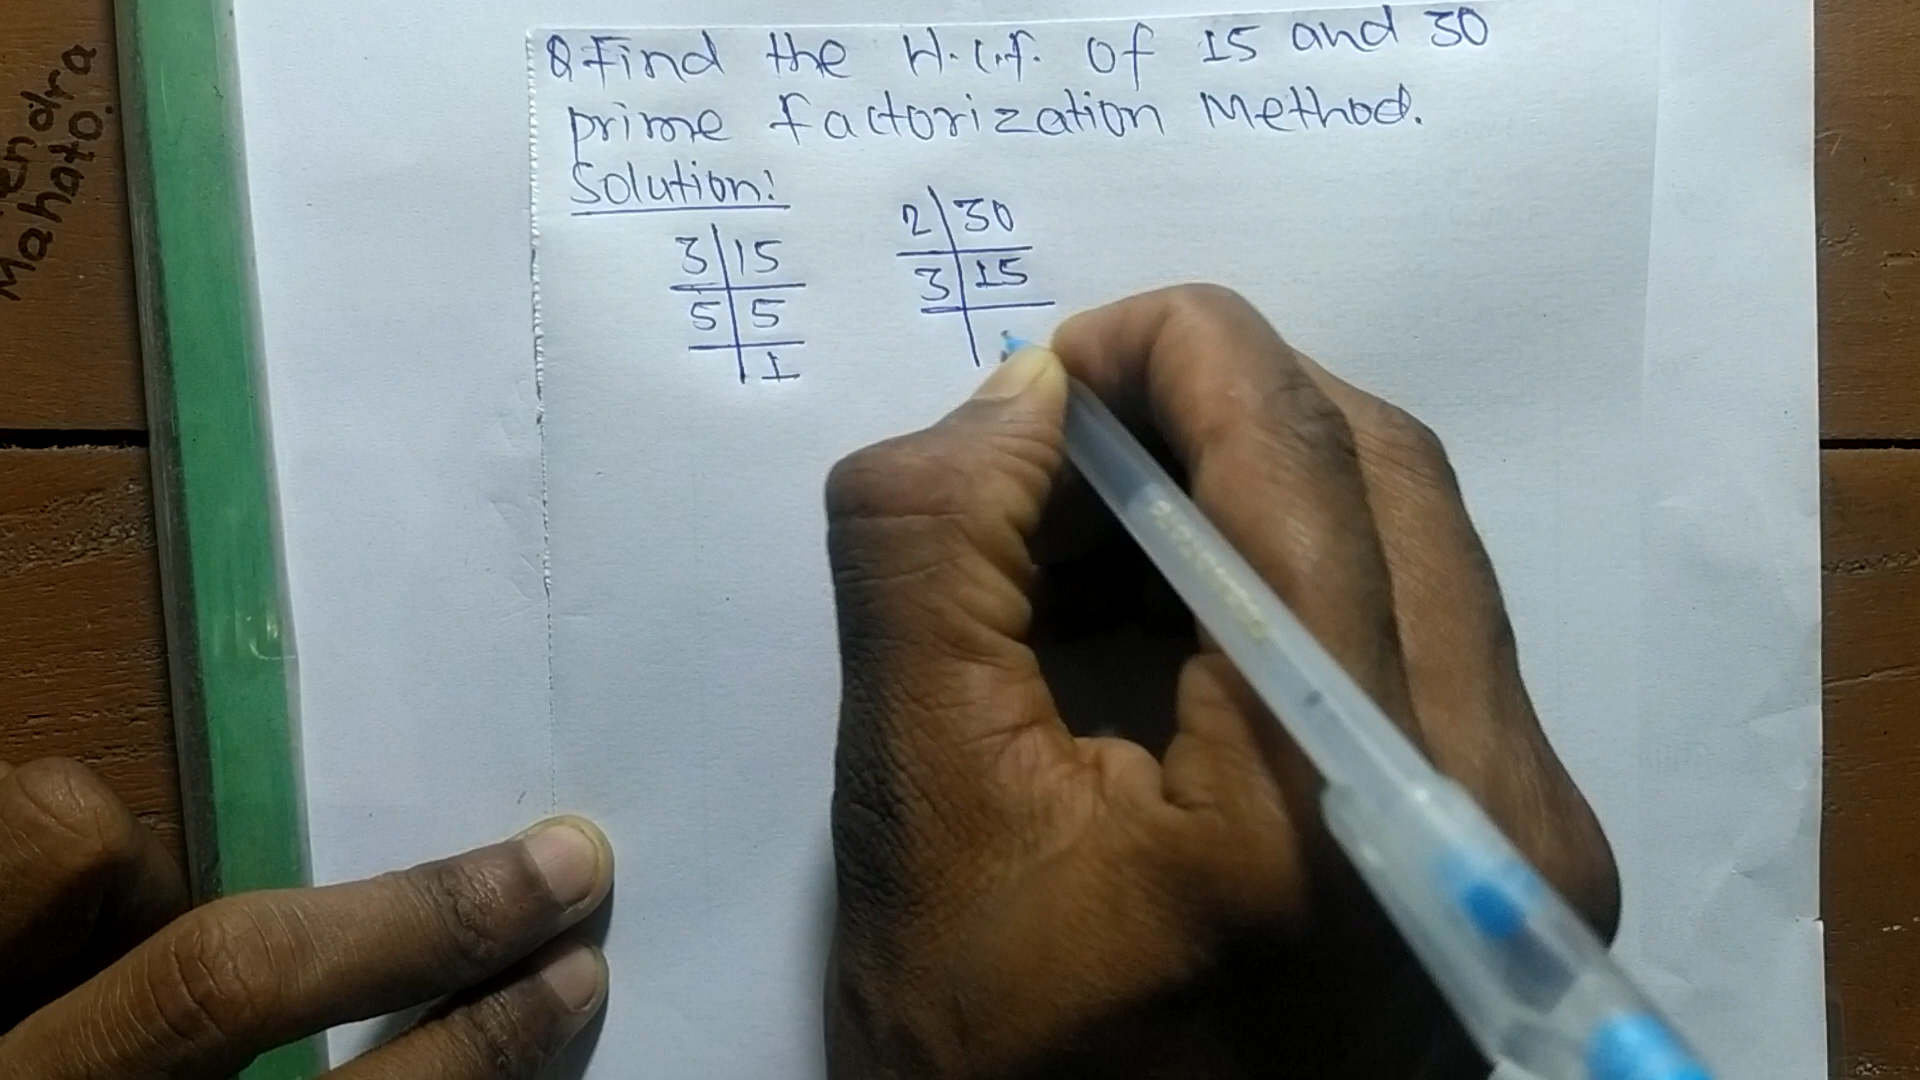 Q Find the H.C.f. of 15 and 30
prime factorization Method.
Solution:
3 | 15
5 | 5
1
2 | 30
3 | 15
Mahato.